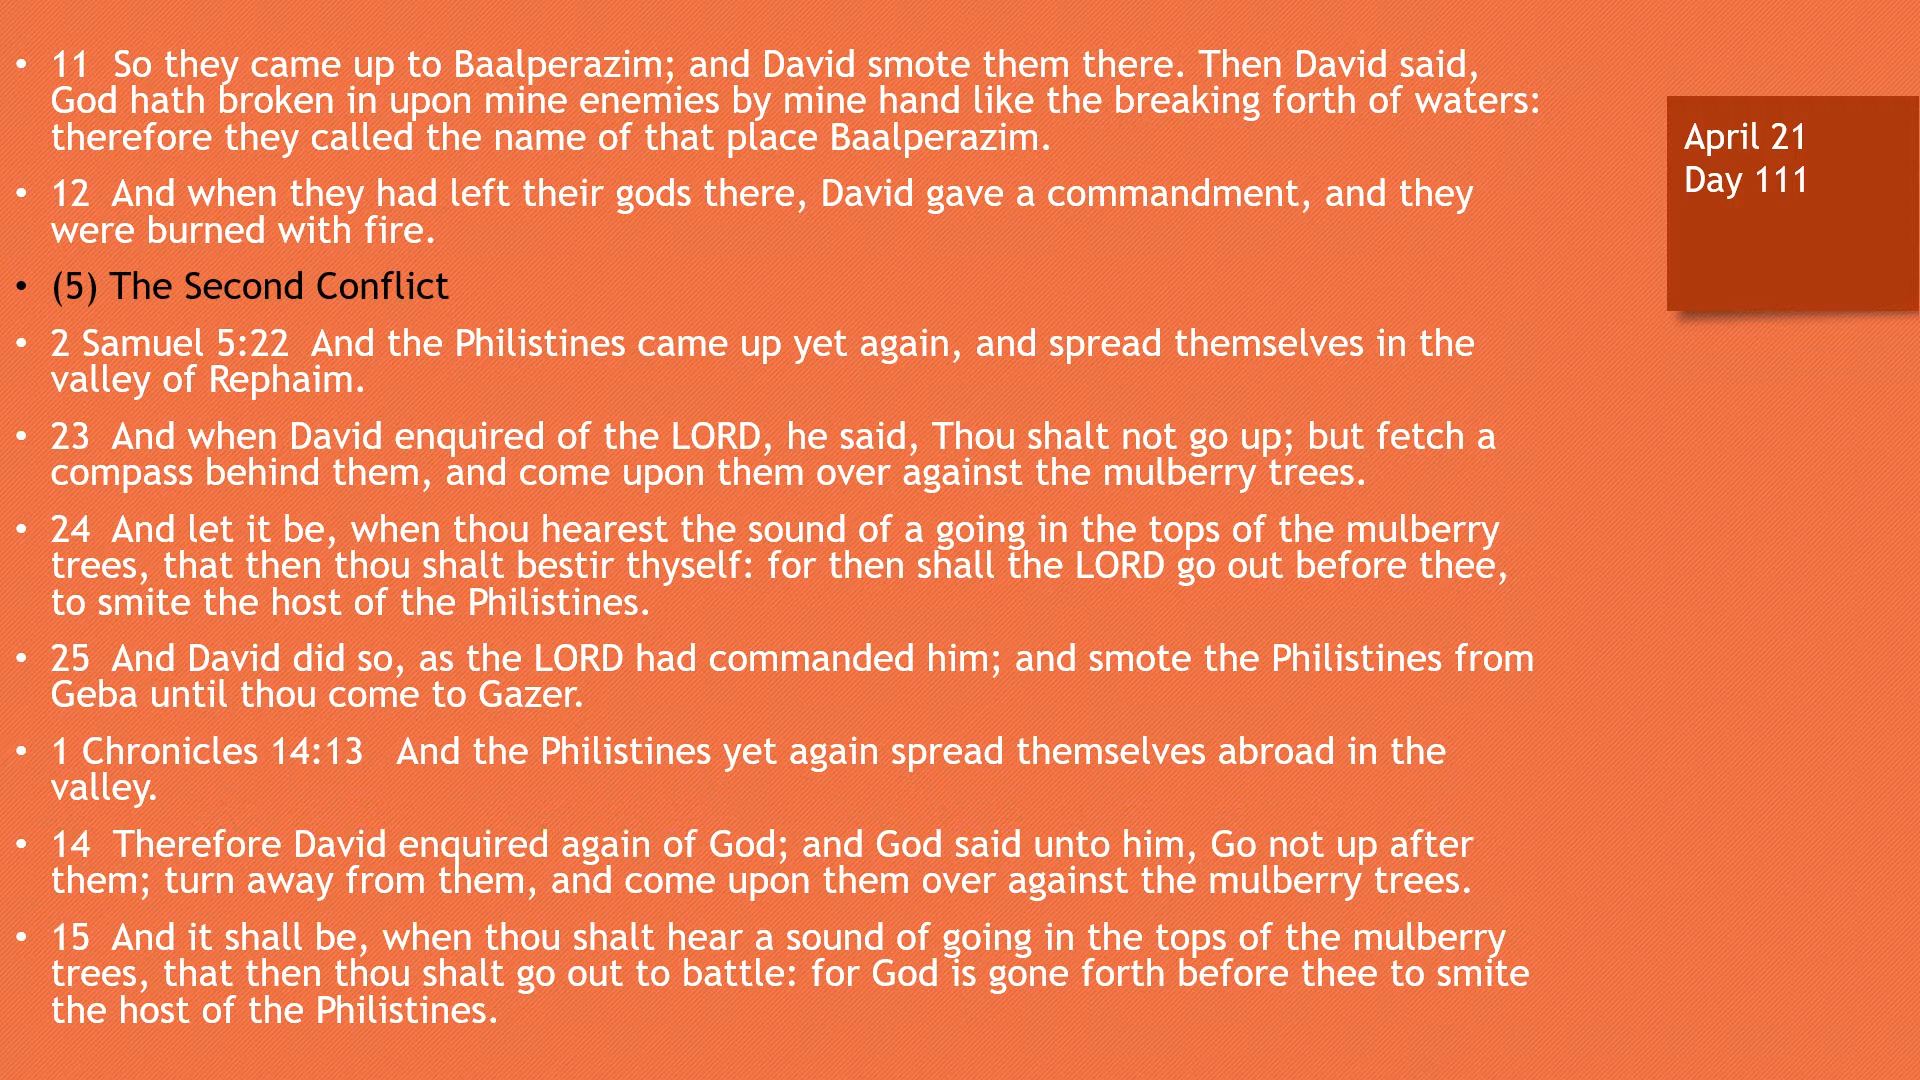 • 11  So they came up to Baalperazim; and David smote them there. Then David said,
God hath broken in upon mine enemies by mine hand like the breaking forth of waters:
therefore they called the name of that place Baalperazim.
• 12  And when they had left their gods there, David gave a commandment, and they
were burned with fire.
• (5) The Second Conflict
• 2 Samuel 5:22  And the Philistines came up yet again, and spread themselves in the
valley of Rephaim.
• 23  And when David enquired of the LORD, he said, Thou shalt not go up; but fetch a
compass behind them, and come upon them over against the mulberry trees.
• 24  And let it be, when thou hearest the sound of a going in the tops of the mulberry
trees, that then thou shalt bestir thyself: for then shall the LORD go out before thee,
to smite the host of the Philistines.
• 25  And David did so, as the LORD had commanded him; and smote the Philistines from
Geba until thou come to Gazer.
• 1 Chronicles 14:13   And the Philistines yet again spread themselves abroad in the
valley.
• 14  Therefore David enquired again of God; and God said unto him, Go not up after
them; turn away from them, and come upon them over against the mulberry trees.
• 15  And it shall be, when thou shalt hear a sound of going in the tops of the mulberry
trees, that then thou shalt go out to battle: for God is gone forth before thee to smite
the host of the Philistines.
April 21
Day 111